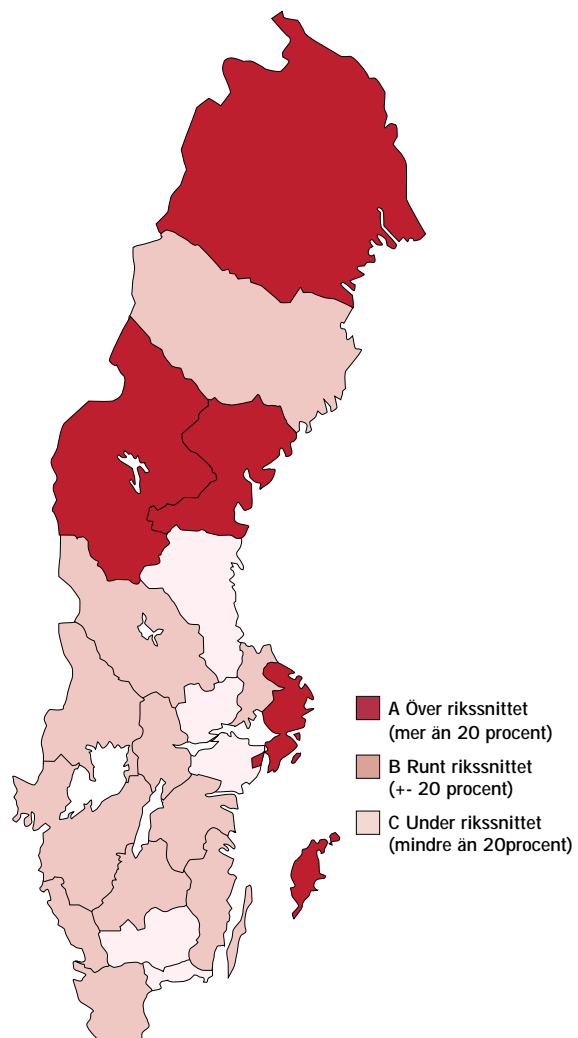 A Över rikssnittet
(mer än 20 procent)
B Runt rikssnittet
(+- 20 procent)
C Under rikssnittet
(mindre än 20procent)